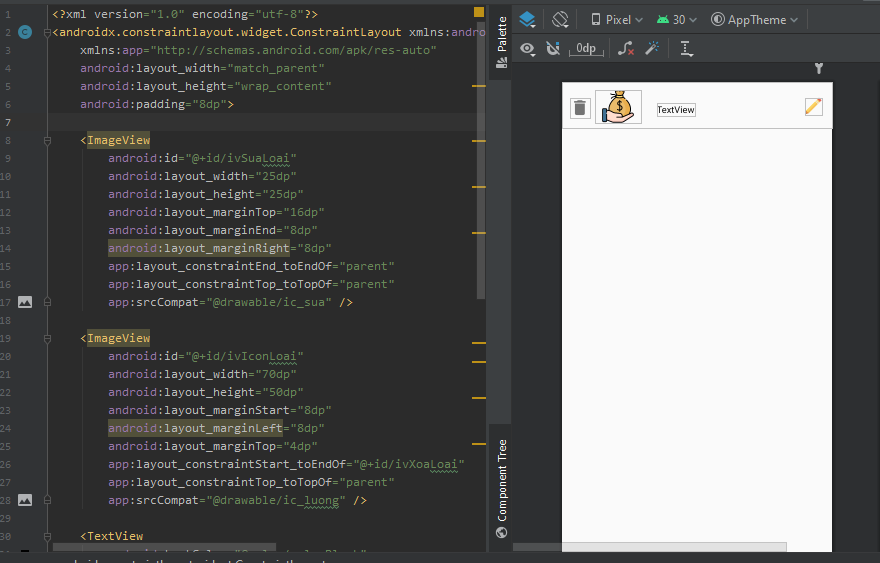 1 <?xml version="1.0" encoding="utf-8"?>
2 <androidx.constraintlayout.widget.ConstraintLayout xmlns:andro
3 xmlns:app="http://schemas.android.com/apk/res-auto"
4 android:layout_width="match_parent"
5 android:layout_height="wrap_content"
6 android:padding="8dp">
7
8 <ImageView
9 android:id="@+id/ivSuaLoai"
10 android:layout_width="25dp"
11 android:layout_height="25dp"
12 android:layout_marginTop="16dp"
13 android:layout_marginEnd="8dp"
14 android:layout_marginRight="8dp"
15 app:layout_constraintEnd_toEndOf="parent"
16 app:layout_constraintTop_toTopOf="parent"
17 app:srcCompat="@drawable/ic_sua" />
18
19 <ImageView
20 android:id="@+id/ivIconLoai"
21 android:layout_width="70dp"
22 android:layout_height="50dp"
23 android:layout_marginStart="8dp"
24 android:layout_marginLeft="8dp"
25 android:layout_marginTop="4dp"
26 app:layout_constraintStart_toEndOf="@+id/ivXoaLoai"
27 app:layout_constraintTop_toTopOf="parent"
28 app:srcCompat="@drawable/ic_luong" />
29
30 <TextView
C
Palette
Component Tree
Pixel
30
AppTheme
0dp
TextView